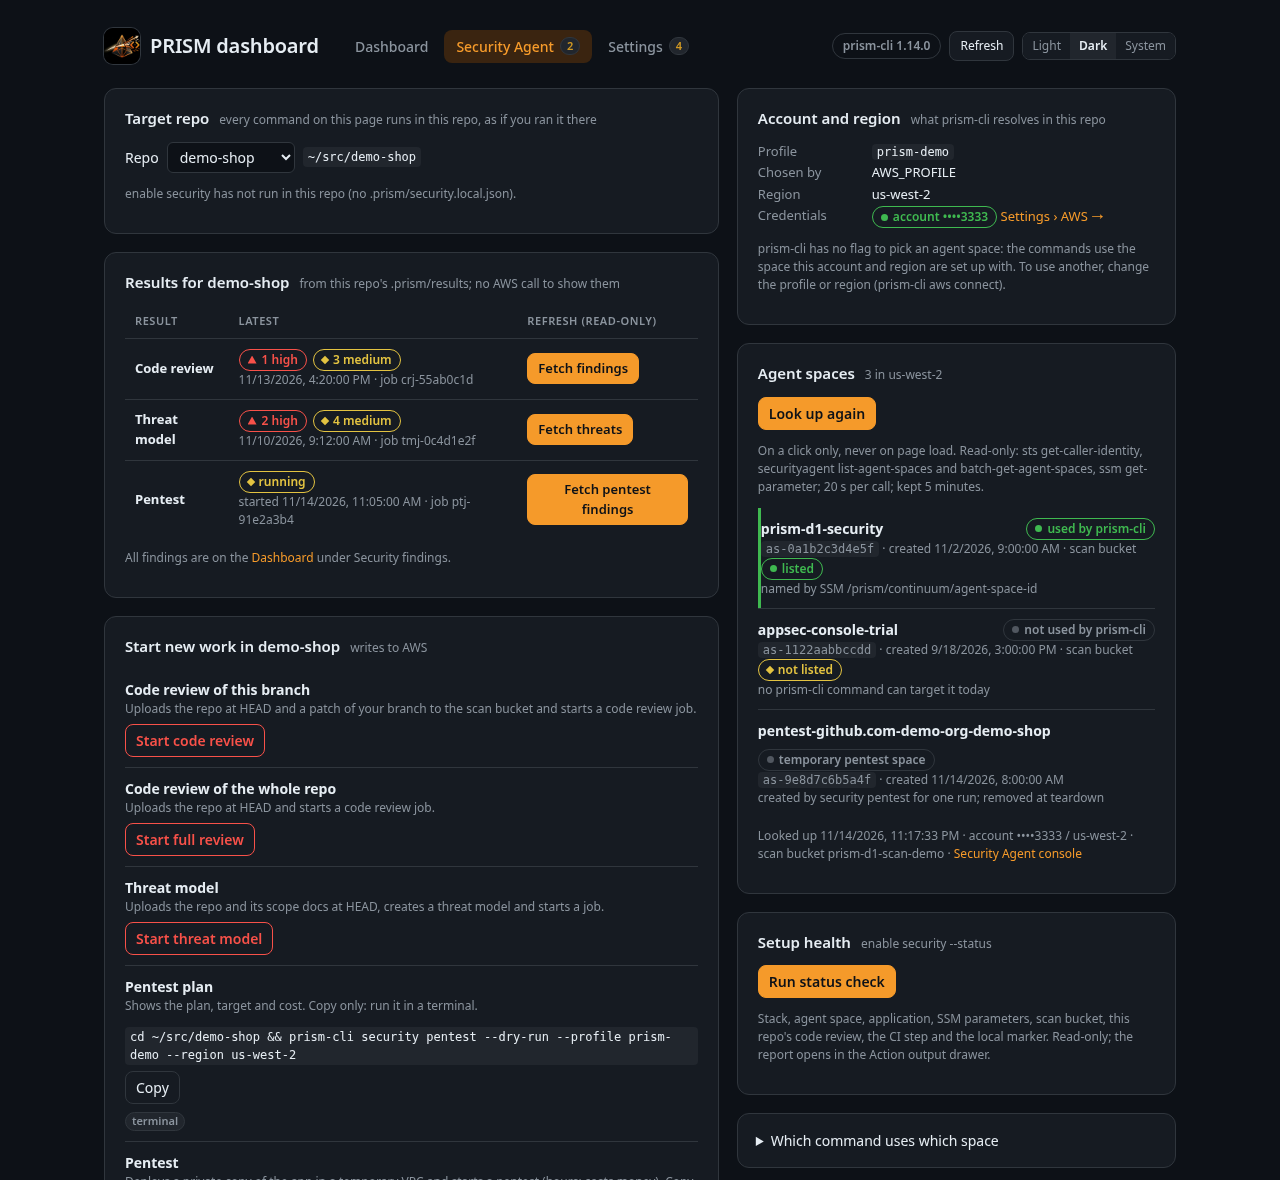 PRISM dashboard
Dashboard
Security Agent 2
Settings 4
prism-cli 1.14.0
Refresh
Light
Dark
System
Target repo every command on this page runs in this repo, as if you ran it there
Repo demo-shop ~/src/demo-shop
enable security has not run in this repo (no .prism/security.local.json).
Results for demo-shop from this repo's .prism/results; no AWS call to show them
RESULT LATEST REFRESH (READ-ONLY)
Code review
▲ 1 high ◆ 3 medium
11/13/2026, 4:20:00 PM · job crj-55ab0c1d
Fetch findings
Threat
model
▲ 2 high ◆ 4 medium
11/10/2026, 9:12:00 AM · job tmj-0c4d1e2f
Fetch threats
Pentest
◆ running
started 11/14/2026, 11:05:00 AM · job ptj-
91e2a3b4
Fetch pentest
findings
All findings are on the Dashboard under Security findings.
Start new work in demo-shop writes to AWS
Code review of this branch
Uploads the repo at HEAD and a patch of your branch to the scan bucket and starts a code review job.
Start code review
Code review of the whole repo
Uploads the repo at HEAD and starts a code review job.
Start full review
Threat model
Uploads the repo and its scope docs at HEAD, creates a threat model and starts a job.
Start threat model
Pentest plan
Shows the plan, target and cost. Copy only: run it in a terminal.
cd ~/src/demo-shop && prism-cli security pentest --dry-run --profile prism-
demo --region us-west-2
Copy
terminal
Pentest
Account and region what prism-cli resolves in this repo
Profile prism-demo
Chosen by AWS_PROFILE
Region us-west-2
Credentials ● account ••••3333 Settings › AWS →
prism-cli has no flag to pick an agent space: the commands use the
space this account and region are set up with. To use another, change
the profile or region (prism-cli aws connect).
Agent spaces 3 in us-west-2
Look up again
On a click only, never on page load. Read-only: sts get-caller-identity,
securityagent list-agent-spaces and batch-get-agent-spaces, ssm get-
parameter; 20 s per call; kept 5 minutes.
prism-d1-security ● used by prism-cli
as-0a1b2c3d4e5f · created 11/2/2026, 9:00:00 AM · scan bucket
● listed
named by SSM /prism/continuum/agent-space-id
appsec-console-trial ● not used by prism-cli
as-1122aabbccdd · created 9/18/2026, 3:00:00 PM · scan bucket
◆ not listed
no prism-cli command can target it today
pentest-github.com-demo-org-demo-shop
● temporary pentest space
as-9e8d7c6b5a4f · created 11/14/2026, 8:00:00 AM
created by security pentest for one run; removed at teardown
Looked up 11/14/2026, 11:17:33 PM · account ••••3333 / us-west-2 ·
scan bucket prism-d1-scan-demo · Security Agent console
Setup health enable security --status
Run status check
Stack, agent space, application, SSM parameters, scan bucket, this
repo's code review, the CI step and the local marker. Read-only; the
report opens in the Action output drawer.
▶ Which command uses which space